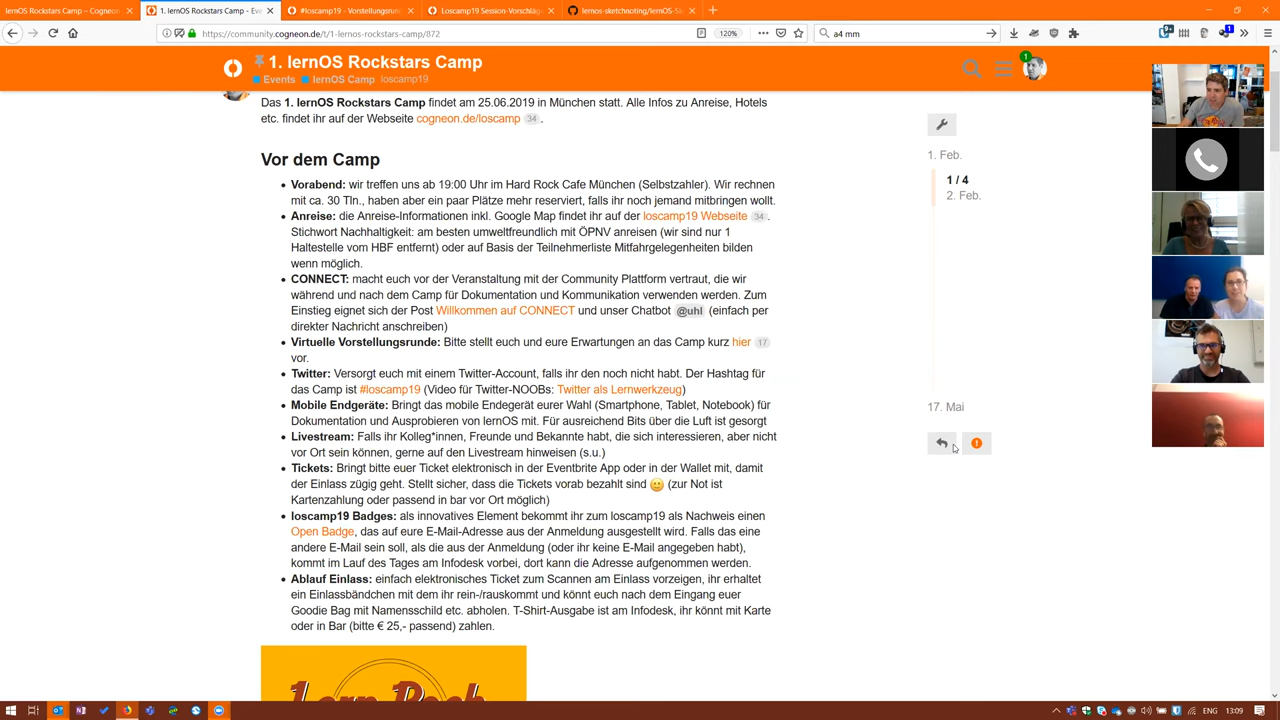 lernOS Rockstars Camp – Cogneon
1. lernOS Rockstars Camp - Eve
#loscamp19 - Vorstellungsrun
Loscamp19 Session-Vorschläge
lernos-sketchnoting/lernOS-Sk
https://community.cogneon.de/t/1-lernos-rockstars-camp/872
120%
a4 mm
1. lernOS Rockstars Camp
Events lernOS Camp loscamp19
1
Das 1. lernOS Rockstars Camp findet am 25.06.2019 in München statt. Alle Infos zu Anreise, Hotels
etc. findet ihr auf der Webseite cogneon.de/loscamp 34 .
Vor dem Camp
• Vorabend: wir treffen uns ab 19:00 Uhr im Hard Rock Cafe München (Selbstzahler). Wir rechnen
mit ca. 30 Tln., haben aber ein paar Plätze mehr reserviert, falls ihr noch jemand mitbringen wollt.
• Anreise: die Anreise-Informationen inkl. Google Map findet ihr auf der loscamp19 Webseite 34 .
Stichwort Nachhaltigkeit: am besten umweltfreundlich mit ÖPNV anreisen (wir sind nur 1
Haltestelle vom HBF entfernt) oder auf Basis der Teilnehmerliste Mitfahrgelegenheiten bilden
wenn möglich.
• CONNECT: macht euch vor der Veranstaltung mit der Community Plattform vertraut, die wir
während und nach dem Camp für Dokumentation und Kommunikation verwenden werden. Zum
Einstieg eignet sich der Post Willkommen auf CONNECT und unser Chatbot @uhl (einfach per
direkter Nachricht anschreiben)
• Virtuelle Vorstellungsrunde: Bitte stellt euch und eure Erwartungen an das Camp kurz hier 17
vor.
• Twitter: Versorgt euch mit einem Twitter-Account, falls ihr den noch nicht habt. Der Hashtag für
das Camp ist #loscamp19 (Video für Twitter-NOOBs: Twitter als Lernwerkzeug)
• Mobile Endgeräte: Bringt das mobile Endegerät eurer Wahl (Smartphone, Tablet, Notebook) für
Dokumentation und Ausprobieren von lernOS mit. Für ausreichend Bits über die Luft ist gesorgt
• Livestream: Falls ihr Kolleg*innen, Freunde und Bekannte habt, die sich interessieren, aber nicht
vor Ort sein können, gerne auf den Livestream hinweisen (s.u.)
• Tickets: Bringt bitte euer Ticket elektronisch in der Eventbrite App oder in der Wallet mit, damit
der Einlass zügig geht. Stellt sicher, dass die Tickets vorab bezahlt sind 🙂 (zur Not ist
Kartenzahlung oder passend in bar vor Ort möglich)
• loscamp19 Badges: als innovatives Element bekommt ihr zum loscamp19 als Nachweis einen
Open Badge, das auf eure E-Mail-Adresse aus der Anmeldung ausgestellt wird. Falls das eine
andere E-Mail sein soll, als die aus der Anmeldung (oder ihr keine E-Mail angegeben habt),
kommt im Lauf des Tages am Infodesk vorbei, dort kann die Adresse aufgenommen werden.
• Ablauf Einlass: einfach elektronisches Ticket zum Scannen am Einlass vorzeigen, ihr erhaltet
ein Einlassbändchen mit dem ihr rein-/rauskommt und könnt euch nach dem Eingang euer
Goodie Bag mit Namensschild etc. abholen. T-Shirt-Ausgabe ist am Infodesk, ihr könnt mit Karte
oder in Bar (bitte € 25,- passend) zahlen.
1. Feb.
1 / 4
2. Feb.
17. Mai
ENG 13:09